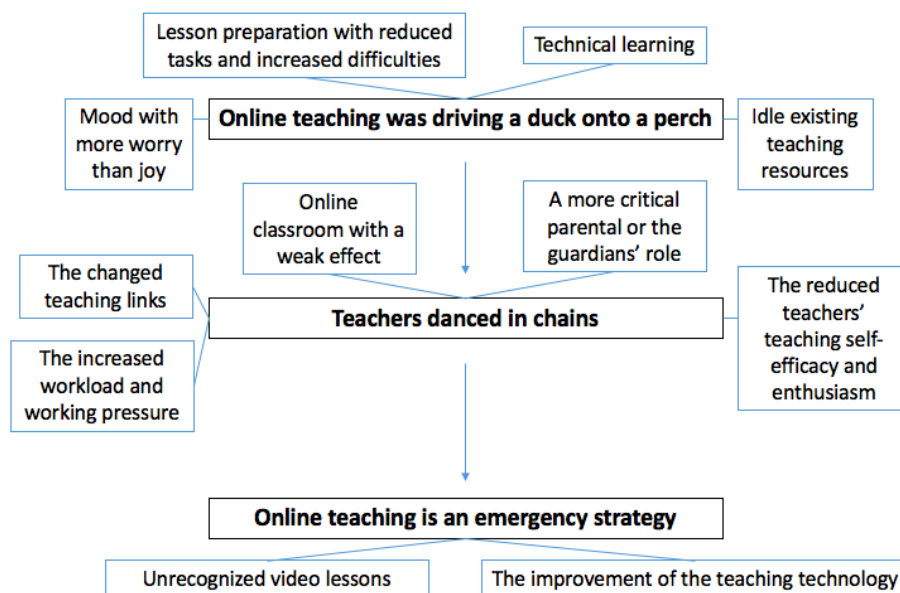 Lesson preparation with reduced
tasks and increased difficulties
Technical learning
Mood with
more worry
than joy
Online teaching was driving a duck onto a perch
Idle existing
teaching
resources
Online
classroom with a
weak effect
A more critical
parental or the
guardians’ role
The changed
teaching links
The increased
workload and
working pressure
Teachers danced in chains
The reduced
teachers’
teaching self-
efficacy and
enthusiasm
Online teaching is an emergency strategy
Unrecognized video lessons
The improvement of the teaching technology